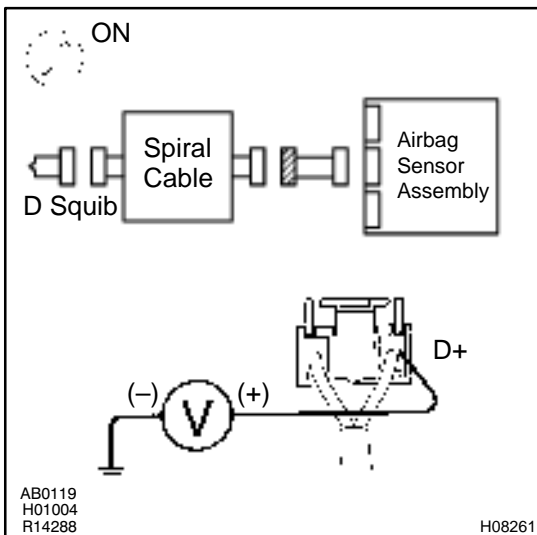 ON
Spiral
Cable
Airbag
Sensor
Assembly
D Squib
D+
(–)
V
(+)
AB0119
H01004
R14288
H08261